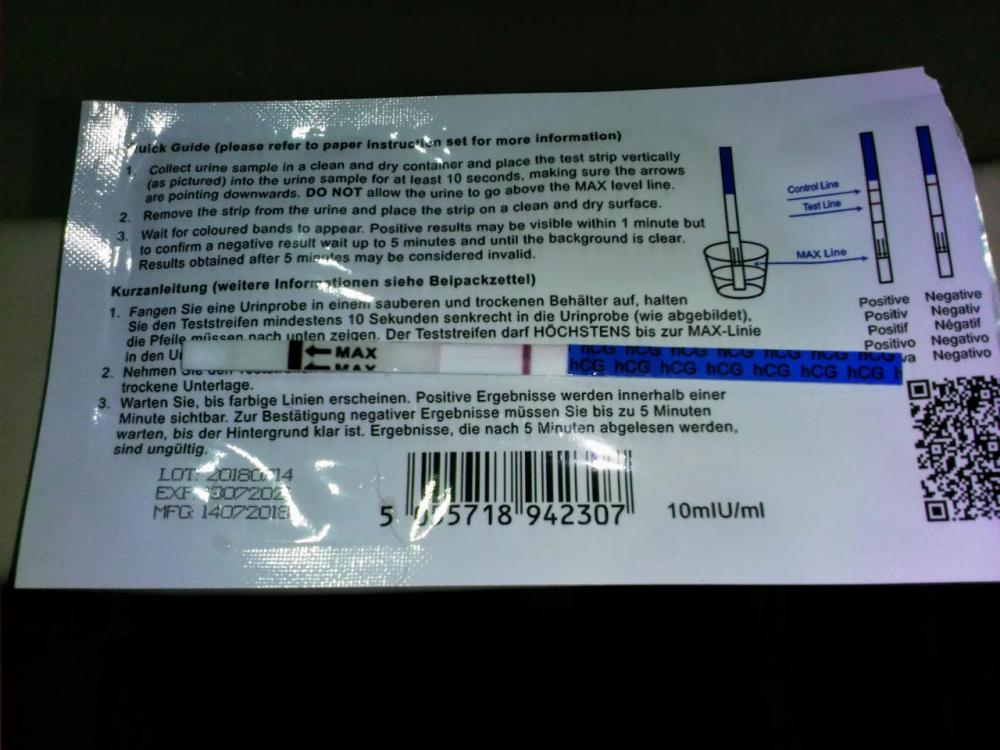 uick Guide (please refer to paper instruction set for more information)
1. Collect urine sample in a clean and dry container and place the test strip vertically
(as pictured) into the urine sample for at least 10 seconds, making sure the arrows
are pointing downwards. DO NOT allow the urine to go above the MAX level line.
2. Remove the strip from the urine and place the strip on a clean and dry surface.
3. Wait for coloured bands to appear. Positive results may be visible within 1 minute but
to confirm a negative result wait up to 5 minutes and until the background is clear.
Results obtained after 5 minutes may be considered invalid.
Control Line
Test Line
MAX Line
Positive Negative
Positiv Negativ
Positif Négatif
Positivo Negativo
va Negativo
Kurzanleitung (weitere Informationen siehe Beipackzettel)
1. Fangen Sie eine Urinprobe in einem sauberen und trockenen Behälter auf, halten
Sie den Teststreifen mindestens 10 Sekunden senkrecht in die Urinprobe (wie abgebildet),
die Pfeile müssen nach unten zeigen. Der Teststreifen darf HÖCHSTENS bis zur MAX-Linie
in den
MAX hCG hCG hCG hCG hCG hCG hCG
MAX hCG hCG hCG hCG hCG hCG hCG
2. Nehmen
trockene Unterlage.
3. Warten Sie, bis farbige Linien erscheinen. Positive Ergebnisse werden innerhalb einer
Minute sichtbar. Zur Bestätigung negativer Ergebnisse müssen Sie bis zu 5 Minuten
warten, bis der Hintergrund klar ist. Ergebnisse, die nach 5 Minuten abgelesen werden,
sind ungültig.
LOT:
EXP:
MFG: 14072018
5 055718 942307
10mIU/ml